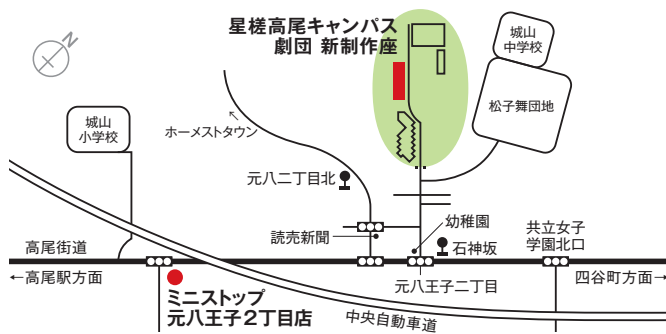 星槎高尾キャンパス
劇団 新制作座
城山
中学校
松子舞団地
N
城山
小学校
↑
ホーメストタウン
元八二丁目北
読売新聞
幼稚園
石神坂
共立女子
学園北口
高尾街道
←高尾駅方面
元八王子二丁目
四谷町方面→
ミニストップ
元八王子2丁目店
中央自動車道